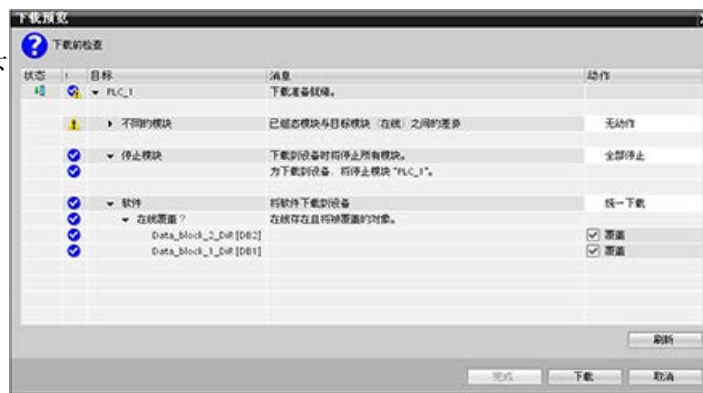 下载预览
下载前检查
状态 ! 目标 消息 动作
PLC_1 下载准备就绪。
不同的模块 已组态模块与目标模块（在线）之间的差异 无动作
停止模块 下载到设备时将停止所有模块。 全部停止
为下载到设备，将停止模块“PLC_1”。
软件 将软件下载到设备 统一下载
在线覆盖？ 在线存在且将被覆盖的对象。
Data_block_2_DiR [DB2] 覆盖
Data_block_1_DiR [DB1] 覆盖
刷新
完成 下载 取消